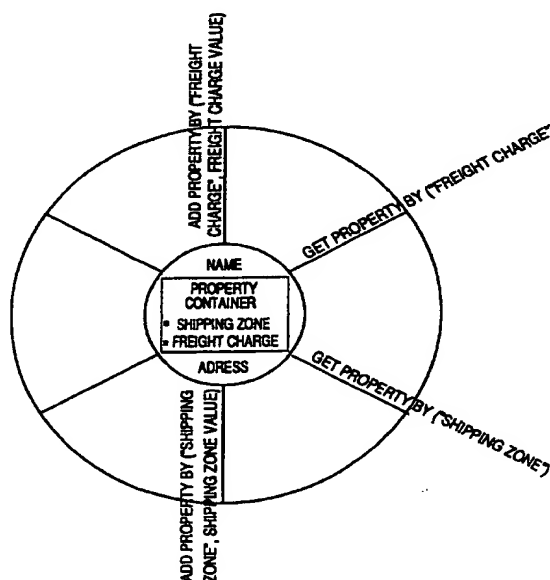 ADD PROPERTY BY ("FREIGHT
CHARGE", FREIGHT CHARGE VALUE)
GET PROPERTY BY ("FREIGHT CHARGE"
NAME
PROPERTY
CONTAINER
* SHIPPING ZONE
* FREIGHT CHARGE
ADRESS
GET PROPERTY BY ("SHIPPING ZONE")
ADD PROPERTY BY ("SHIPPING
ZONE", SHIPPING ZONE VALUE)